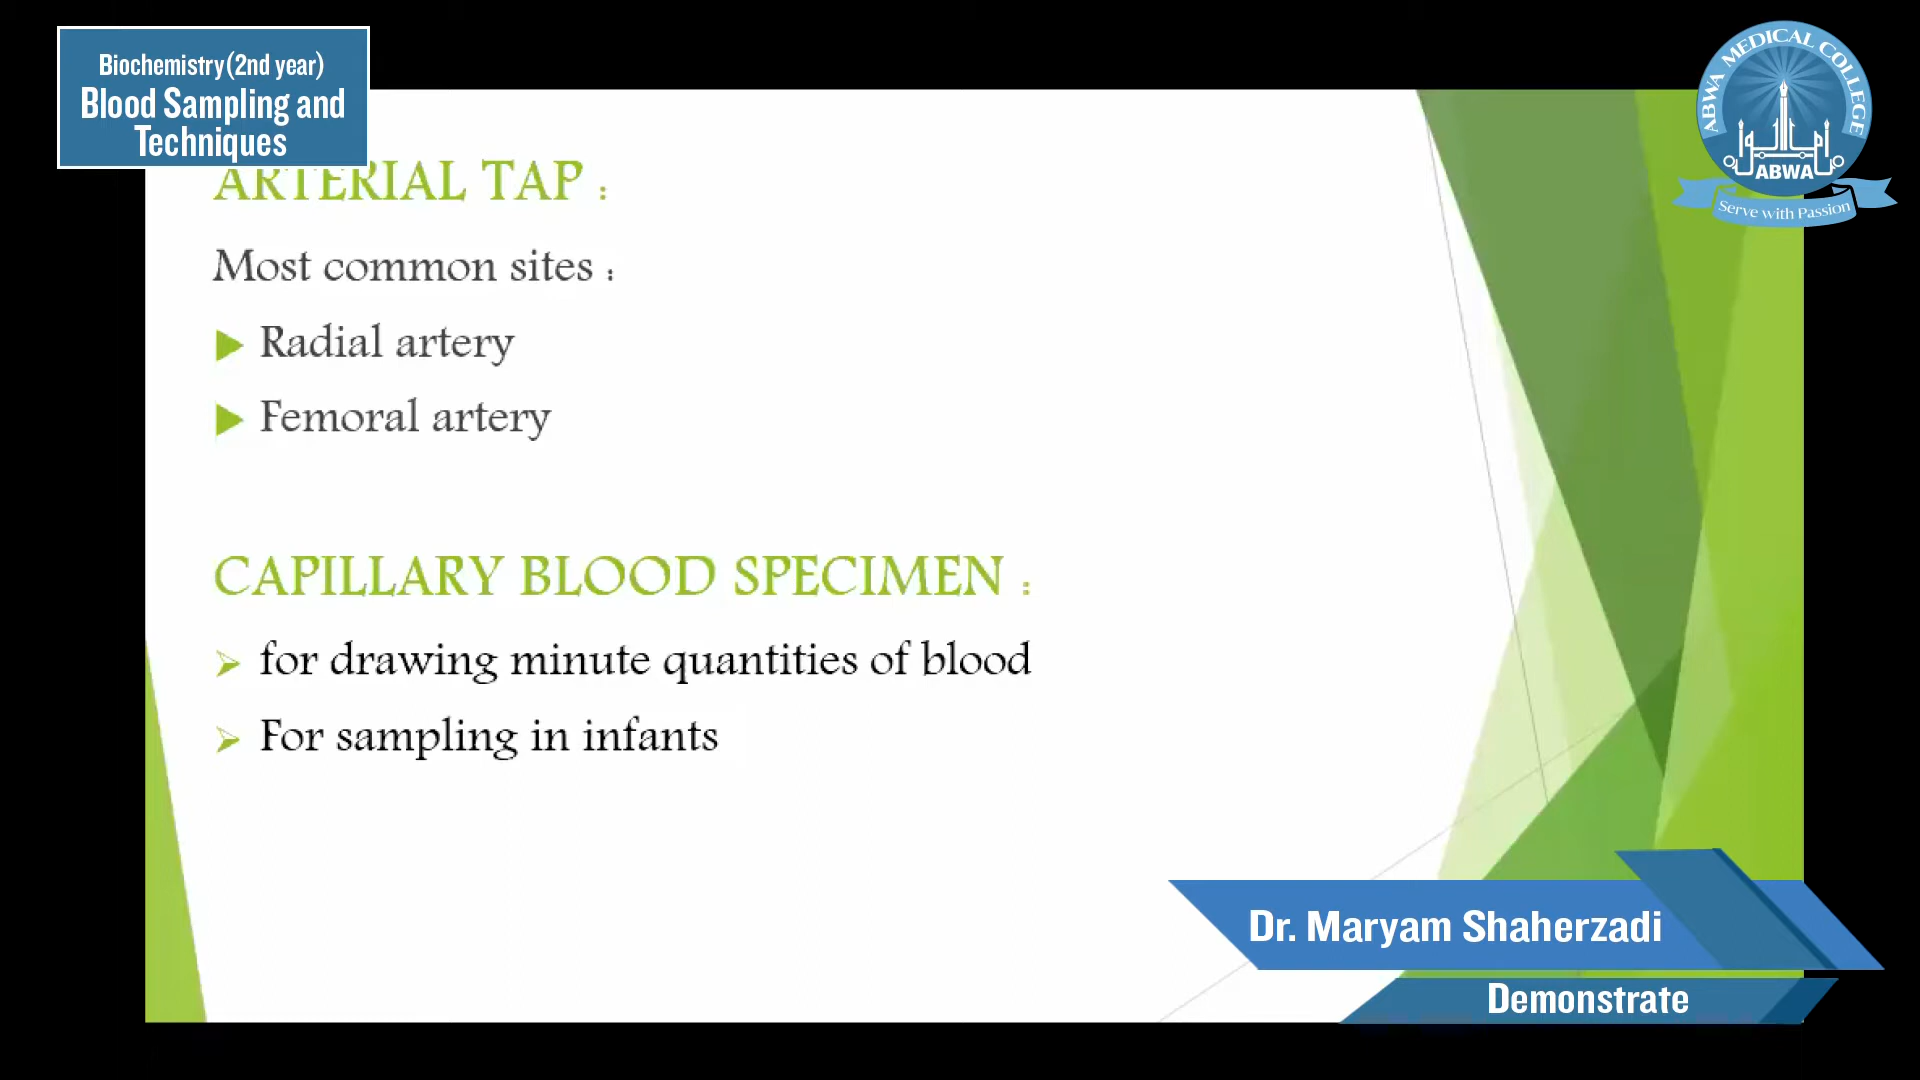 Biochemistry(2nd year)
Blood Sampling and
Techniques
ABWA MEDICAL COLLEGE
ABWA
Serve with Passion
ARTERIAL TAP :
Most common sites :
Radial artery
Femoral artery
CAPILLARY BLOOD SPECIMEN :
for drawing minute quantities of blood
For sampling in infants
Dr. Maryam Shaherzadi
Demonstrate